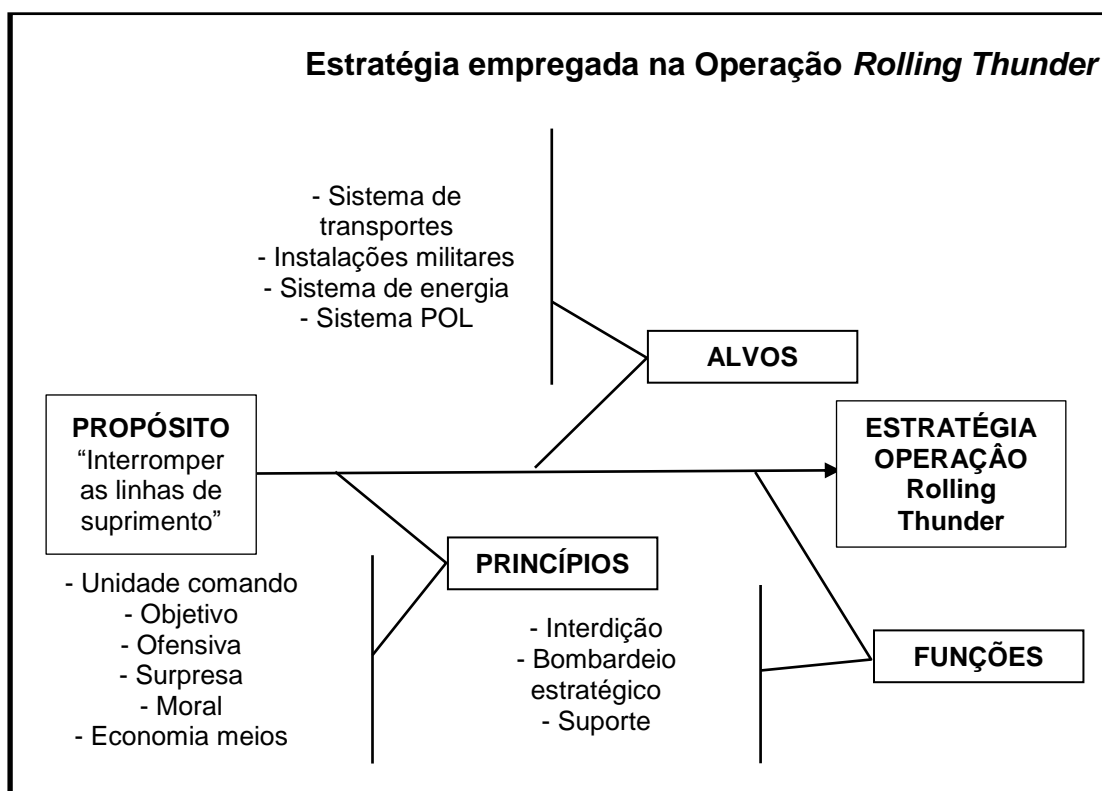 Estratégia empregada na Operação Rolling Thunder
- Sistema de
transportes
- Instalações militares
- Sistema de energia
- Sistema POL
ALVOS
PROPÓSITO
“Interromper
as linhas de
suprimento”
ESTRATÉGIA
OPERAÇÂO
Rolling
Thunder
PRINCÍPIOS
- Unidade comando
- Objetivo
- Ofensiva
- Surpresa
- Moral
- Economia meios
- Interdição
- Bombardeio
estratégico
- Suporte
FUNÇÕES